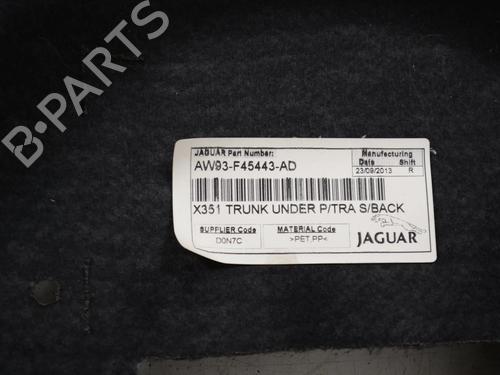 JAGUAR Part Number:
AW93-F45443-AD
Manufacturing
Date Shift
23/09/2013 R
X351 TRUNK UNDER P/TRA S/BACK
SUPPLIER Code
D0N7C
MATERIAL Code
>PET,PP<
JAGUAR
B-PARTS